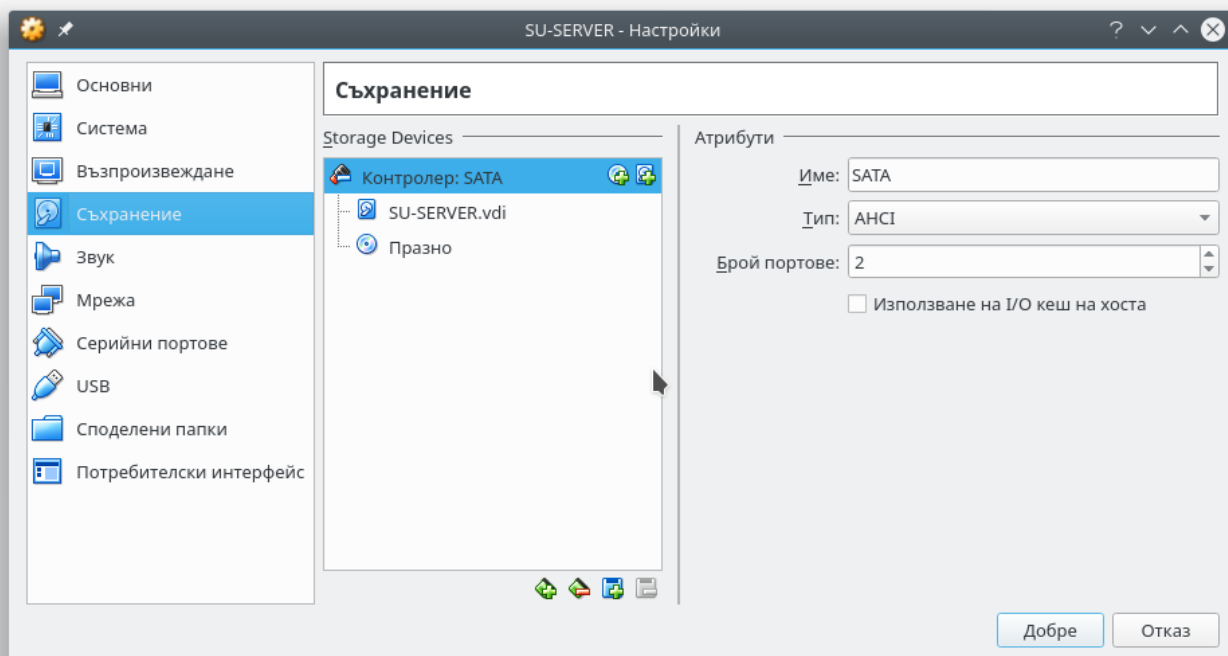 SU-SERVER - Настройки
Основни
Система
Възпроизвеждане
Съхранение
Звук
Мрежа
Серийни портове
USB
Споделени папки
Потребителски интерфейс
Съхранение
Storage Devices
Контролер: SATA
SU-SERVER.vdi
Празно
Атрибути
Име: SATA
Тип: AHCI
Брой портове: 2
Използване на I/O кеш на хоста
Добре
Отказ